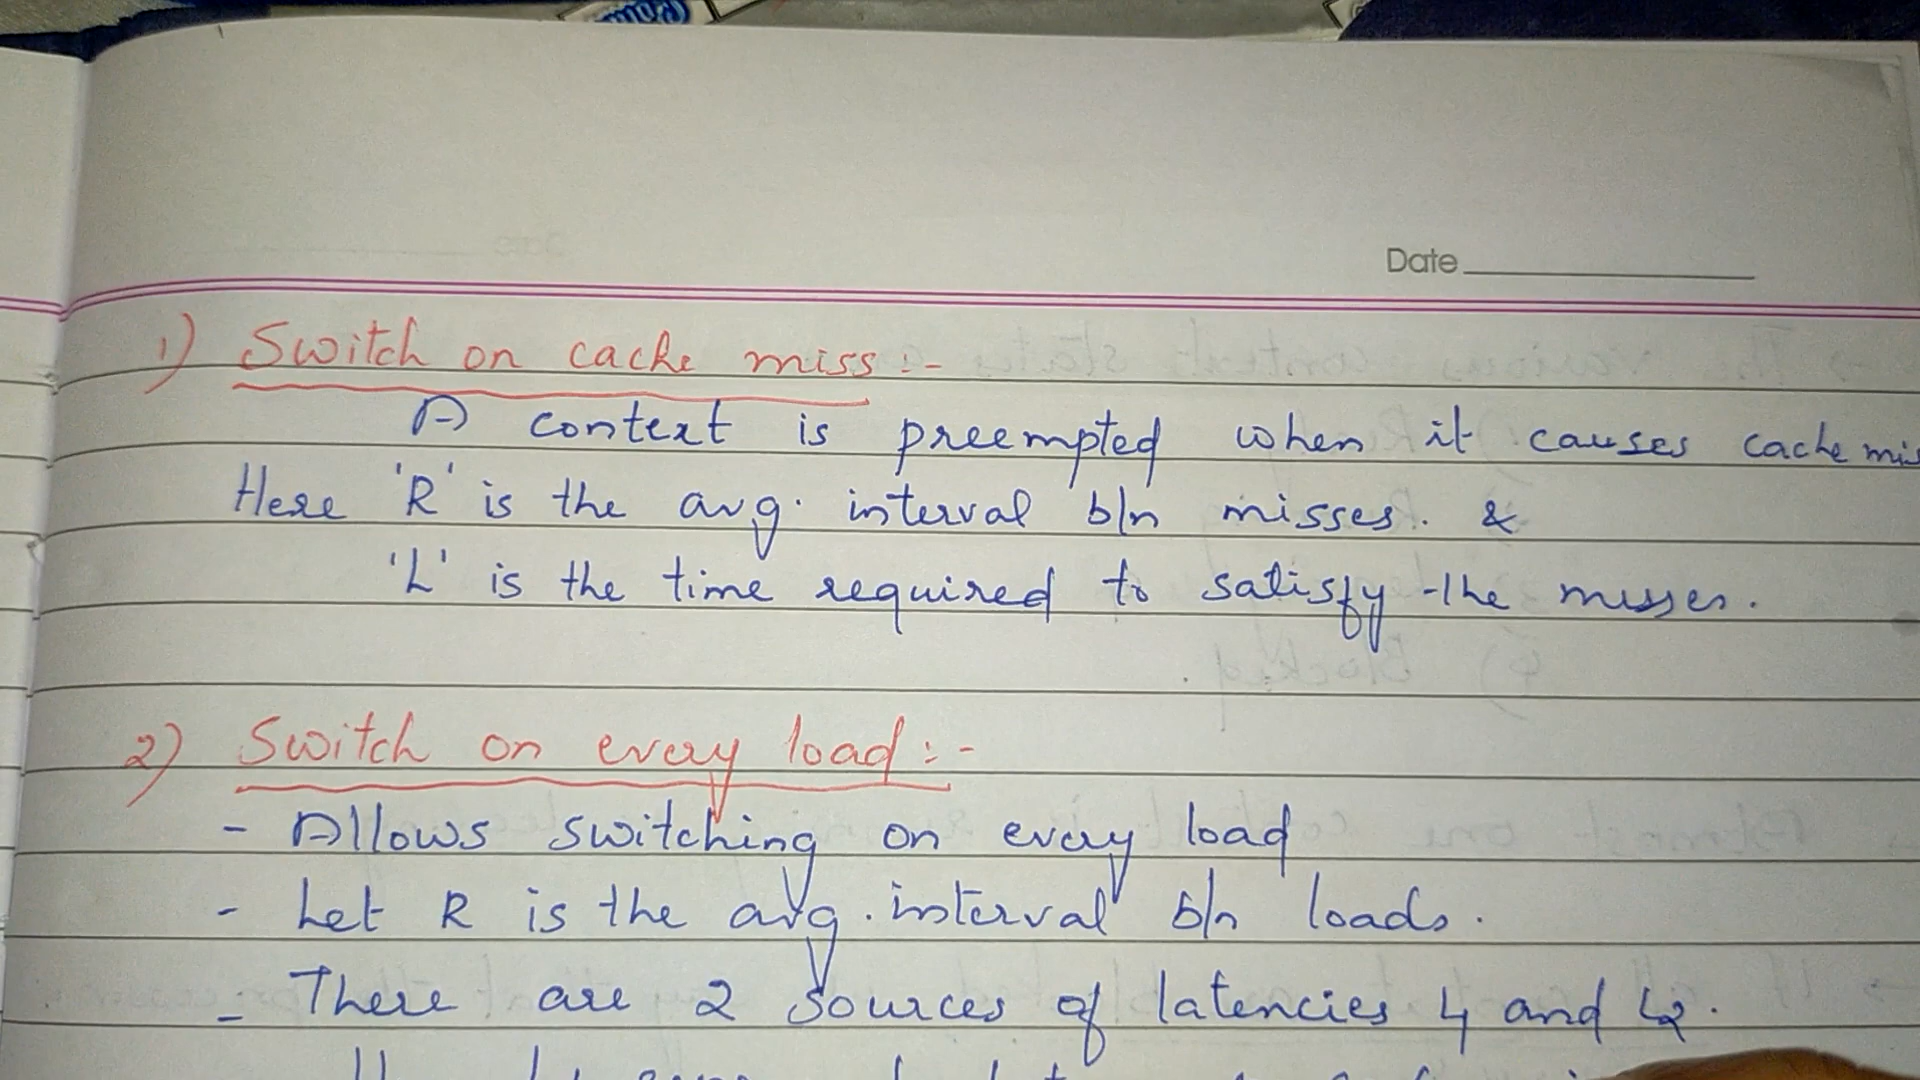 Date
1) Switch on cache miss :-
A context is preempted when it causes cache mis
Here 'R' is the avg. interval b/n misses. &
'L' is the time required to satisfy the misses.
2) Switch on every load :-
- Allows switching on every load
- Let R is the avg. interval b/n loads.
- There are 2 sources of latencies L1 and L2.